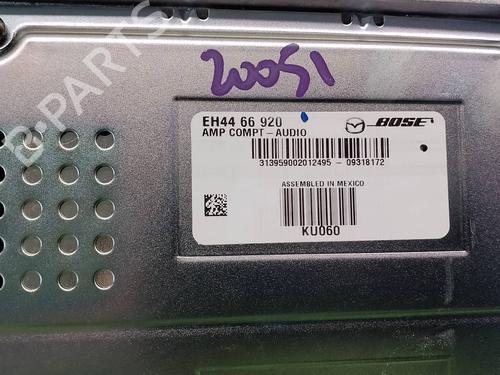 20051
EH44 66 920
AMP COMPT-AUDIO
BOSE
313959002012495 - 09318172
ASSEMBLED IN MEXICO
KU060
B-PARTS